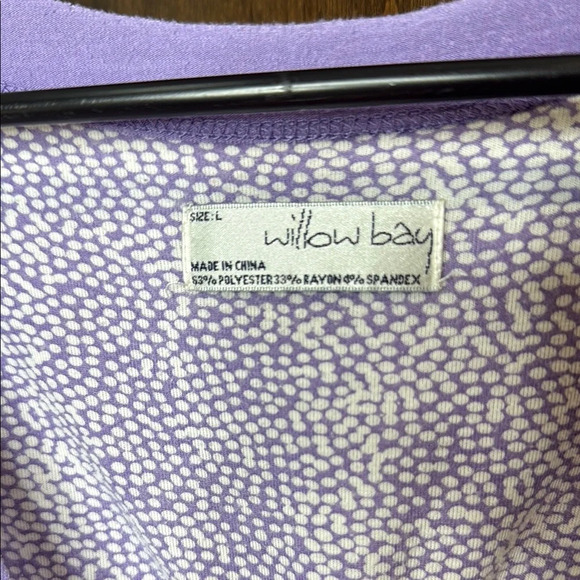 SIZE: L
willow bay
MADE IN CHINA
63% POLYESTER 33% RAYON 4% SPANDEX